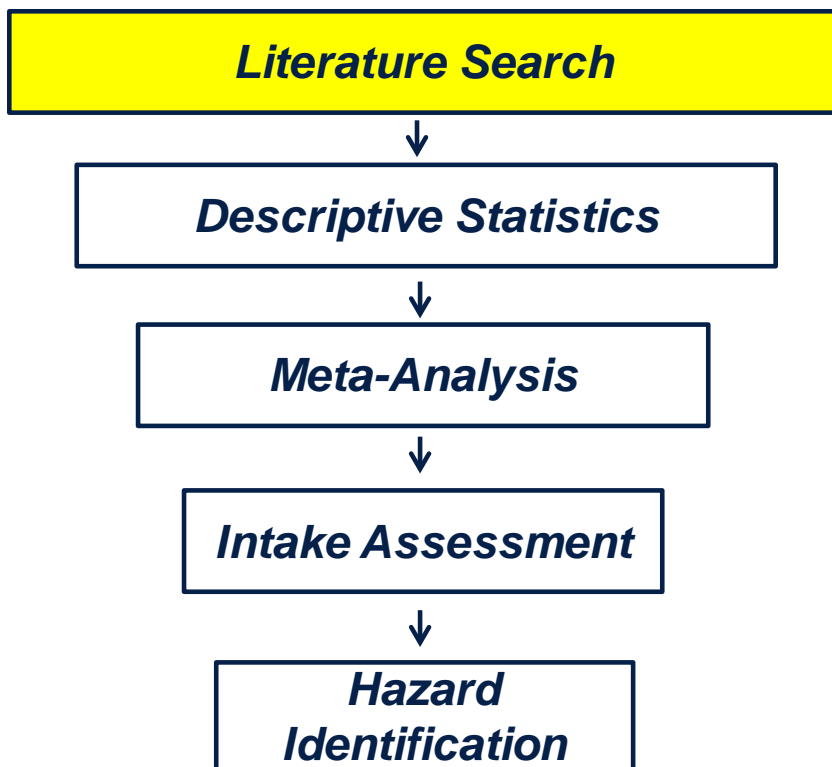 Literature Search
Descriptive Statistics
Meta-Analysis
Intake Assessment
Hazard
Identification